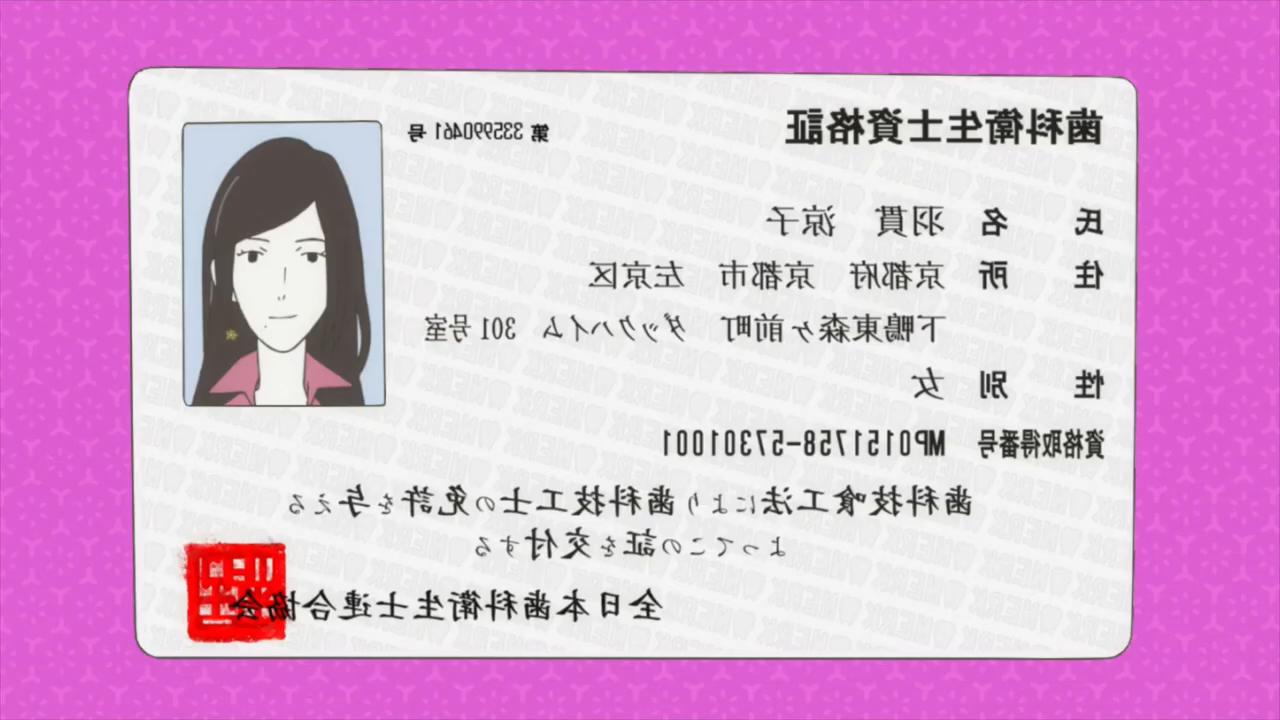 歯科衛生士資格証
第 335990461 号
氏 名 羽貫 涼子
住 所 京都府 京都市 左京区
下鴨東森ヶ前町 ダックハイム 301号室
性 別 女
資格取得番号 MP0151758-57301001
歯科技喰工法により歯科技工士の免許を与える
よってこの証を交付する
全日本歯科衛生士連合協会